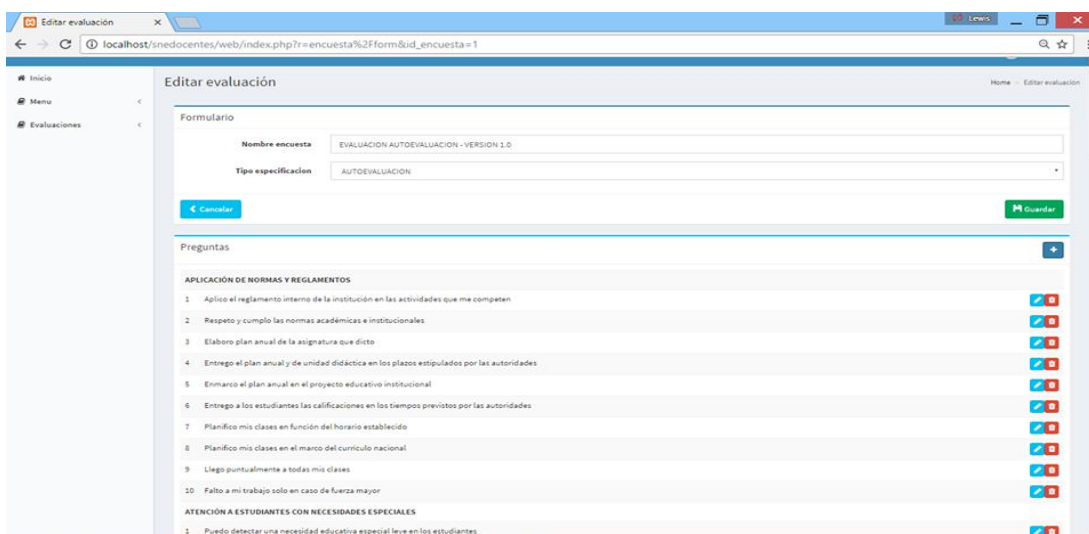 Editar evaluación
Lewis
localhost/snedocentes/web/index.php?r=encuesta%2Fform&id_encuesta=1
Inicio
Menu
Evaluaciones
Editar evaluación
Home
Editar evaluación
Formulario
Nombre encuesta
EVALUACION AUTOEVALUACION - VERSION 1.0
Tipo especificacion
AUTOEVALUACION
Cancelar
Guardar
Preguntas
APLICACIÓN DE NORMAS Y REGLAMENTOS
1 Aplico el reglamento interno de la institución en las actividades que me competen
2 Respeto y cumplo las normas académicas e institucionales
3 Elaboro plan anual de la asignatura que dicto
4 Entrego el plan anual y de unidad didáctica en los plazos estipulados por las autoridades
5 Enmarco el plan anual en el proyecto educativo institucional
6 Entrego a los estudiantes las calificaciones en los tiempos previstos por las autoridades
7 Planifico mis clases en función del horario establecido
8 Planifico mis clases en el marco del currículo nacional
9 Llego puntualmente a todas mis clases
10 Falto a mi trabajo solo en caso de fuerza mayor
ATENCIÓN A ESTUDIANTES CON NECESIDADES ESPECIALES
1 Puedo detectar una necesidad educativa especial leve en los estudiantes